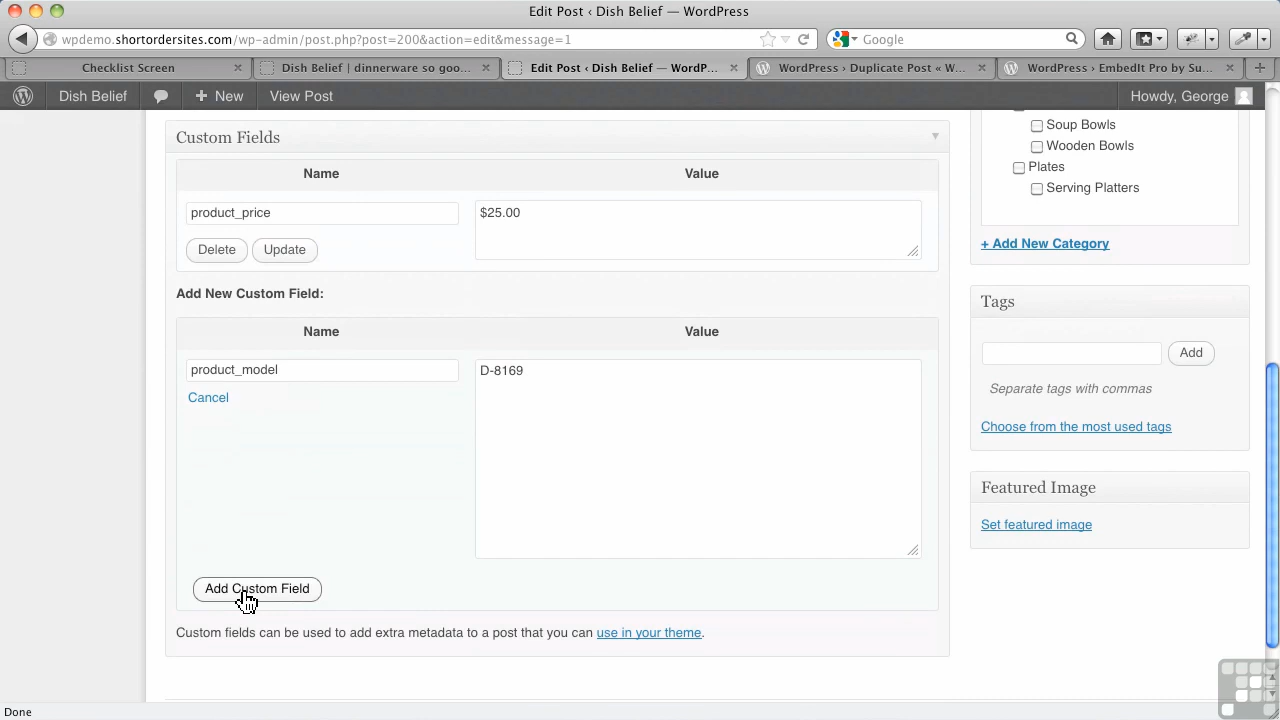 Edit Post ‹ Dish Belief — WordPress
wpdemo.shortordersites.com/wp-admin/post.php?post=200&action=edit&message=1
Google
Checklist Screen
Dish Belief | dinnerware so goo...
Edit Post ‹ Dish Belief — WordP...
WordPress › Duplicate Post « W...
WordPress › EmbedIt Pro by Su...
Dish Belief
New
View Post
Howdy, George
Custom Fields
Name
Value
product_price
$25.00
Delete
Update
Add New Custom Field:
Name
Value
product_model
D-8169
Cancel
Add Custom Field
Custom fields can be used to add extra metadata to a post that you can use in your theme.
Soup Bowls
Wooden Bowls
Plates
Serving Platters
+ Add New Category
Tags
Add
Separate tags with commas
Choose from the most used tags
Featured Image
Set featured image
Done